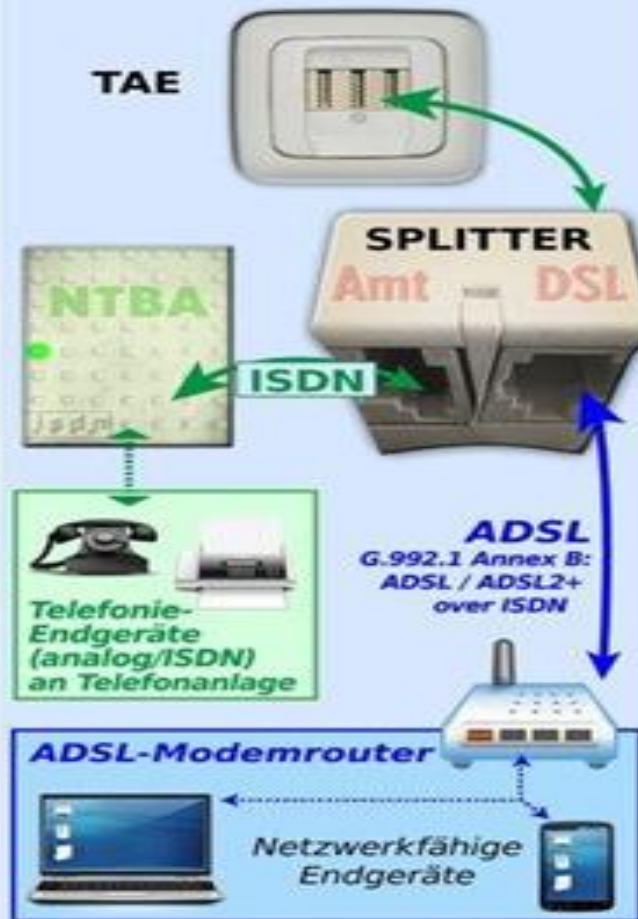 TAE
SPLITTER
Amt DSL
NTBA
ISDN
isdn
ADSL
G.992.1 Annex B:
ADSL / ADSL2+
over ISDN
Telefonie-
Endgeräte
(analog/ISDN)
an Telefonanlage
ADSL-Modemrouter
Netzwerkfähige
Endgeräte